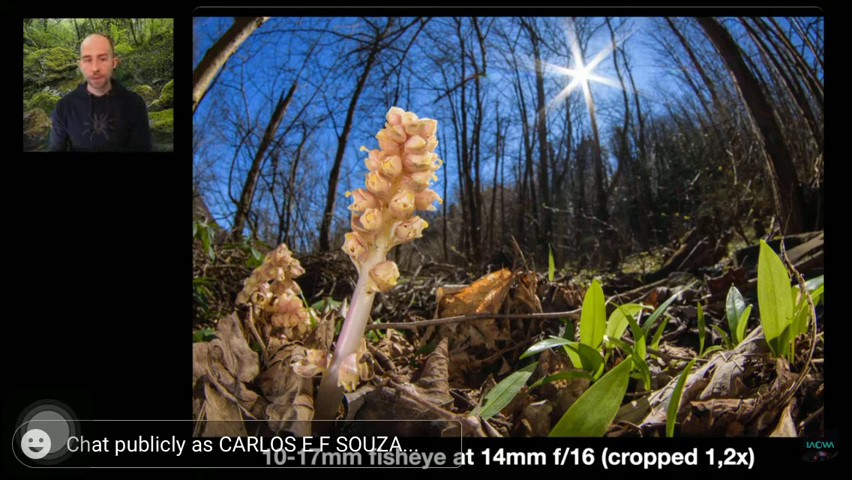 Chat publicly as CARLOS E F SOUZA...
10-17mm fisheye at 14mm f/16 (cropped 1,2x)